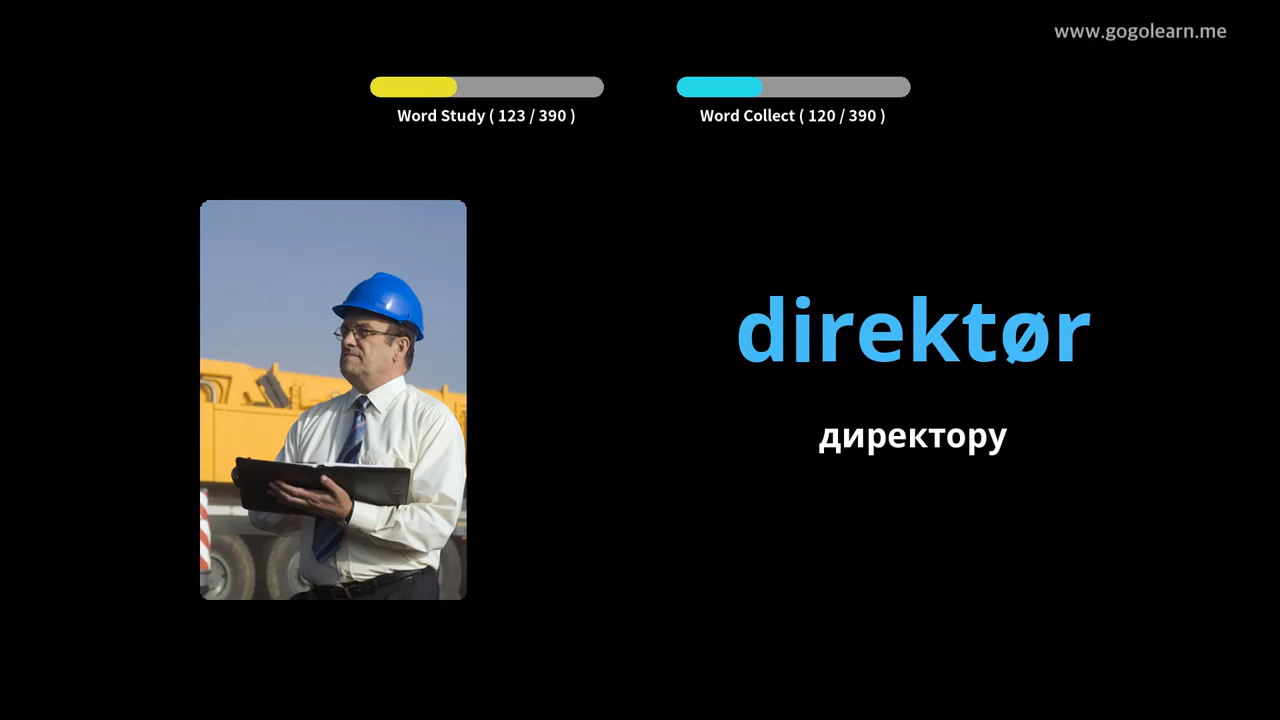 www.gogolearn.me
Word Study ( 123 / 390 )
Word Collect ( 120 / 390 )
direktør
директору